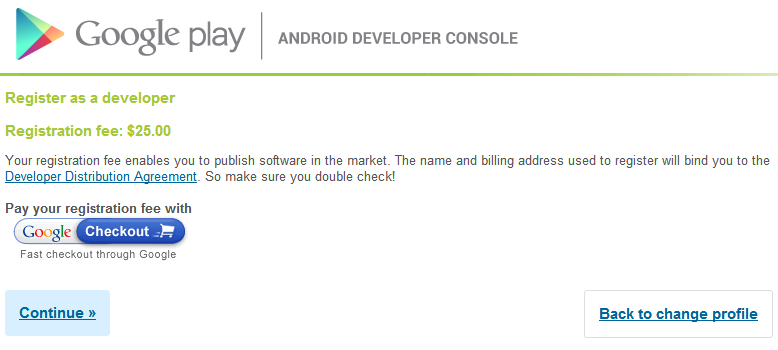 Google play | ANDROID DEVELOPER CONSOLE
Register as a developer
Registration fee: $25.00
Your registration fee enables you to publish software in the market. The name and billing address used to register will bind you to the
Developer Distribution Agreement. So make sure you double check!
Pay your registration fee with
Google Checkout
Fast checkout through Google
Continue »
Back to change profile